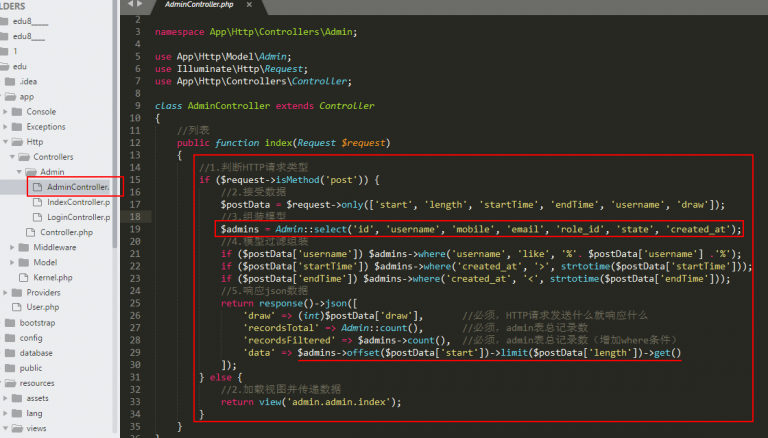 LDERS
edu8____
edu8____
1
edu
.idea
app
Console
Exceptions
Http
Controllers
Admin
AdminController.
IndexController.p
LoginController.p
Controller.php
Middleware
Model
Kernel.php
Providers
User.php
bootstrap
config
database
public
resources
assets
lang
views
AdminController.php
2
3 namespace App\Http\Controllers\Admin;
4
5 use App\Http\Model\Admin;
6 use Illuminate\Http\Request;
7 use App\Http\Controllers\Controller;
8
9 class AdminController extends Controller
10 {
11 //列表
12 public function index(Request $request)
13 {
14 //1.判断HTTP请求类型
15 if ($request->isMethod('post')) {
16 //2.接受数据
17 $postData = $request->only(['start', 'length', 'startTime', 'endTime', 'username', 'draw']);
18 //3.组装模型
19 $admins = Admin::select('id', 'username', 'mobile', 'email', 'role_id', 'state', 'created_at');
20 //4.模型过滤组装
21 if ($postData['username']) $admins->where('username', 'like', '%'. $postData['username'] .'%');
22 if ($postData['startTime']) $admins->where('created_at', '>', strtotime($postData['startTime']));
23 if ($postData['endTime']) $admins->where('created_at', '<', strtotime($postData['endTime']));
24 //5.响应json数据
25 return response()->json([
26 'draw' => (int)$postData['draw'], //必须，HTTP请求发送什么就响应什么
27 'recordsTotal' => Admin::count(), //必须，admin表总记录数
28 'recordsFiltered' => $admins->count(), //必须，admin表总记录数（增加where条件）
29 'data' => $admins->offset($postData['start'])->limit($postData['length'])->get()
30 ]);
31 } else {
32 //2.加载视图并传递数据
33 return view('admin.admin.index');
34 }
35 }